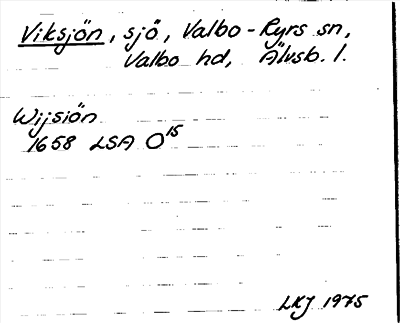 Viksjön, sjö, Valbo-Ryrs sn,
Valbo hd, Älvsb. l.
Wijsiön
1658 LSA O15
LKJ 1975